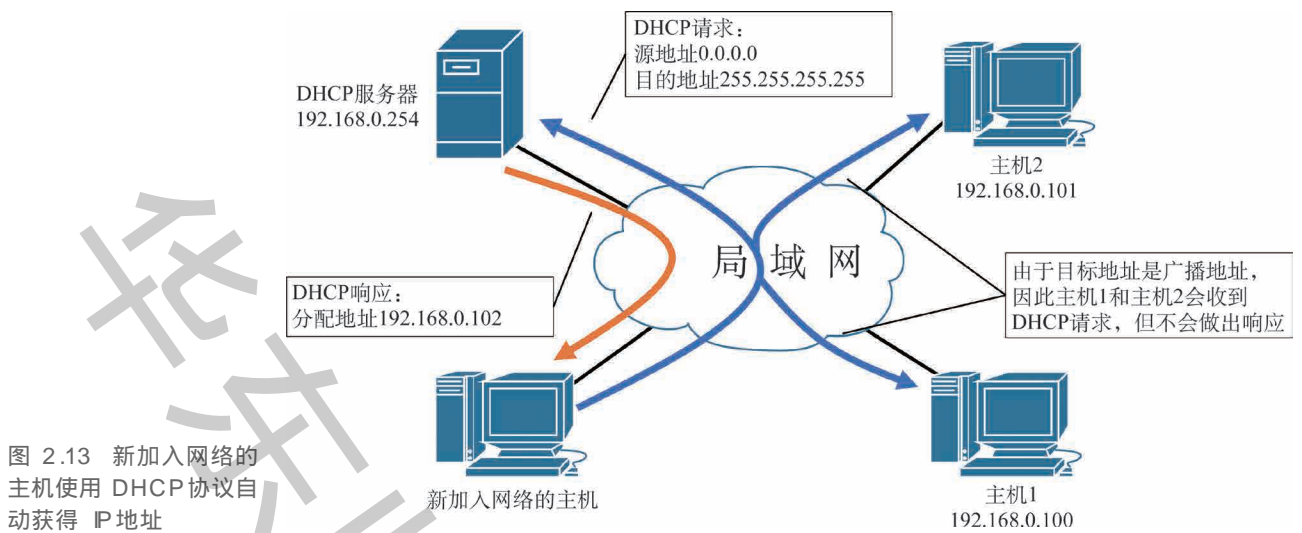 DHCP请求：
源地址0.0.0.0
目的地址255.255.255.255
DHCP服务器
192.168.0.254
主机2
192.168.0.101
局域网
由于目标地址是广播地址，
因此主机1和主机2会收到
DHCP请求，但不会做出响应
DHCP响应：
分配地址192.168.0.102
新加入网络的主机
主机1
192.168.0.100
图 2.13 新加入网络的
主机使用 DHCP协议自
动获得 IP地址
华东